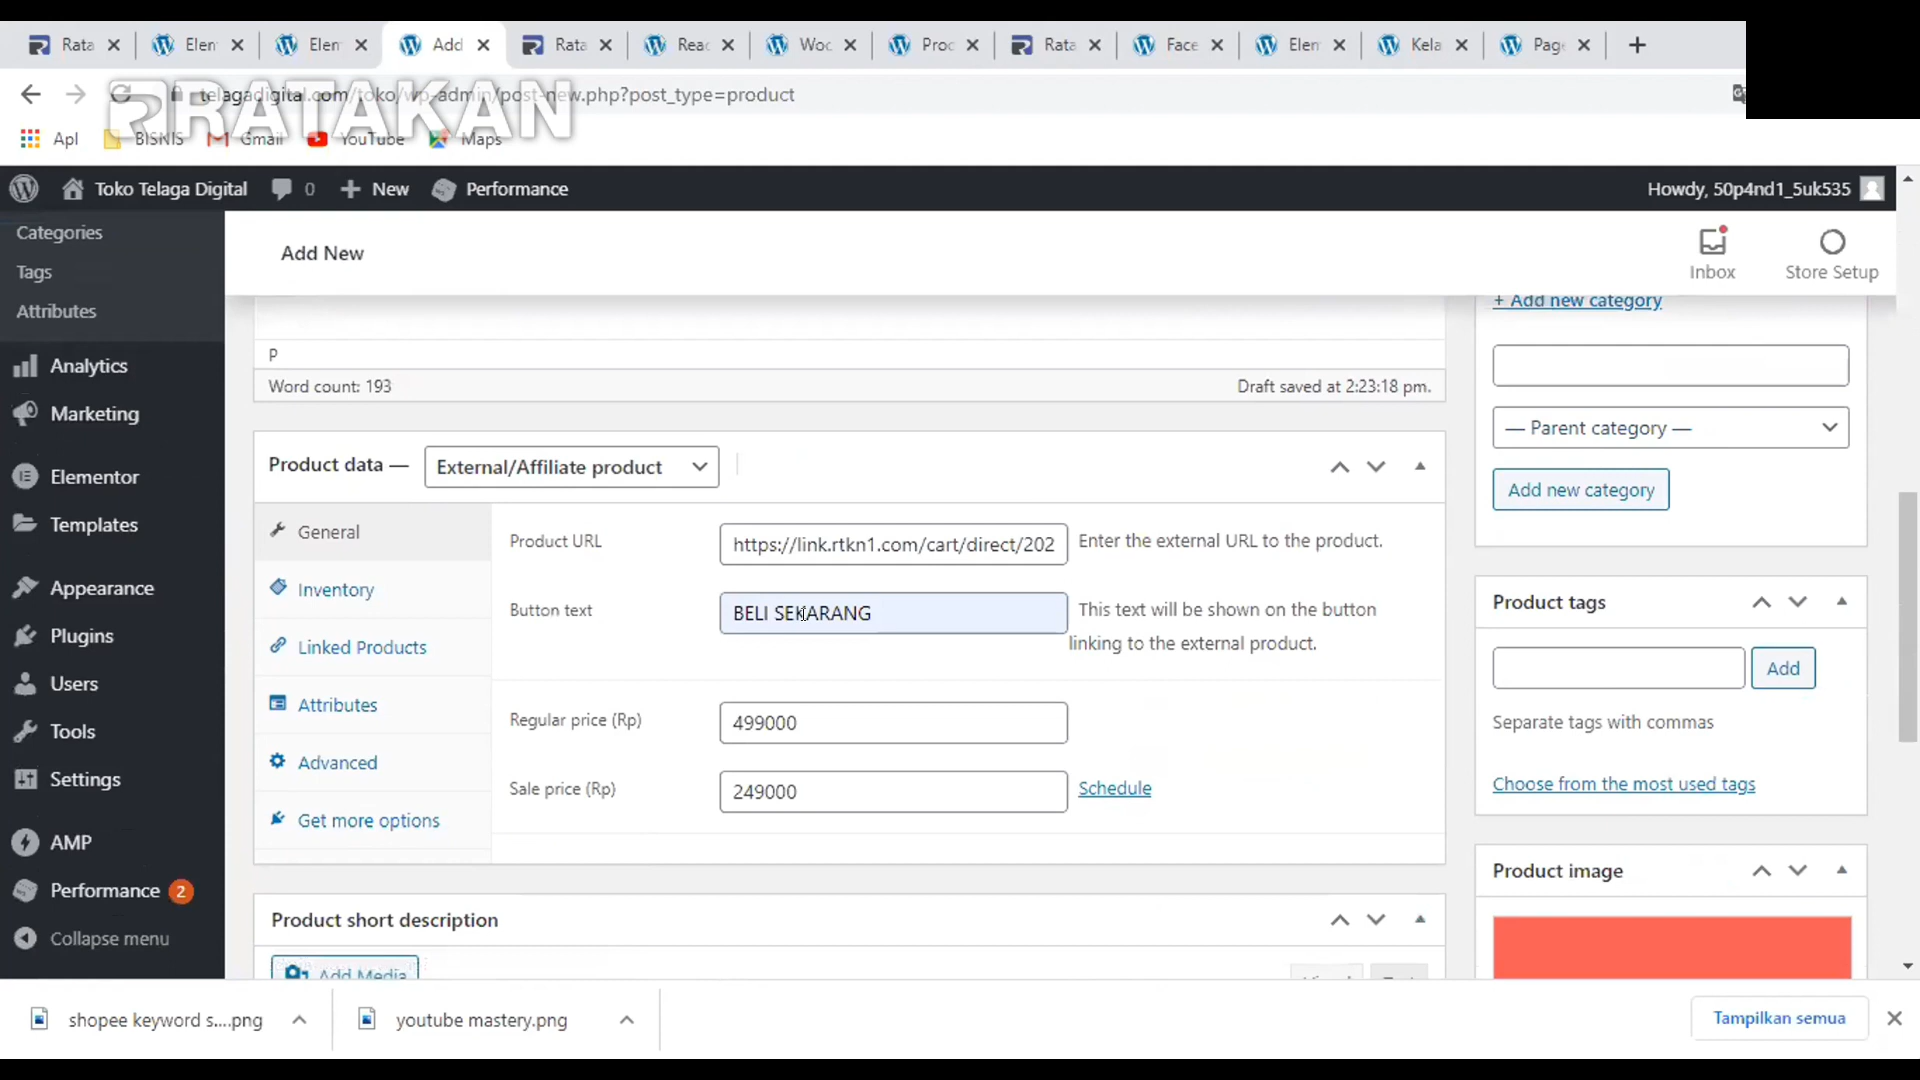 Rata
Elen
Elen
Add
Rata
Reac
Woc
Proc
Rata
Face
Elen
Kela
Page
telagadigital.com/toko/wp-admin/post-new.php?post_type=product
RATAKAN
Apl
BISNIS
Gmail
YouTube
Maps
Toko Telaga Digital
0
New
Performance
Howdy, 50p4nd1_5uk535
Categories
Tags
Attributes
Analytics
Marketing
Elementor
Templates
Appearance
Plugins
Users
Tools
Settings
AMP
Performance 2
Collapse menu
Add New
Inbox
Store Setup
P
Word count: 193
Draft saved at 2:23:18 pm.
Product data —
External/Affiliate product
General
Inventory
Linked Products
Attributes
Advanced
Get more options
Product URL
https://link.rtkn1.com/cart/direct/202
Enter the external URL to the product.
Button text
BELI SEKARANG
This text will be shown on the button
linking to the external product.
Regular price (Rp)
499000
Sale price (Rp)
249000
Schedule
Product short description
Add Media
+ Add new category
— Parent category —
Add new category
Product tags
Add
Separate tags with commas
Choose from the most used tags
Product image
shopee keyword s....png
youtube mastery.png
Tampilkan semua